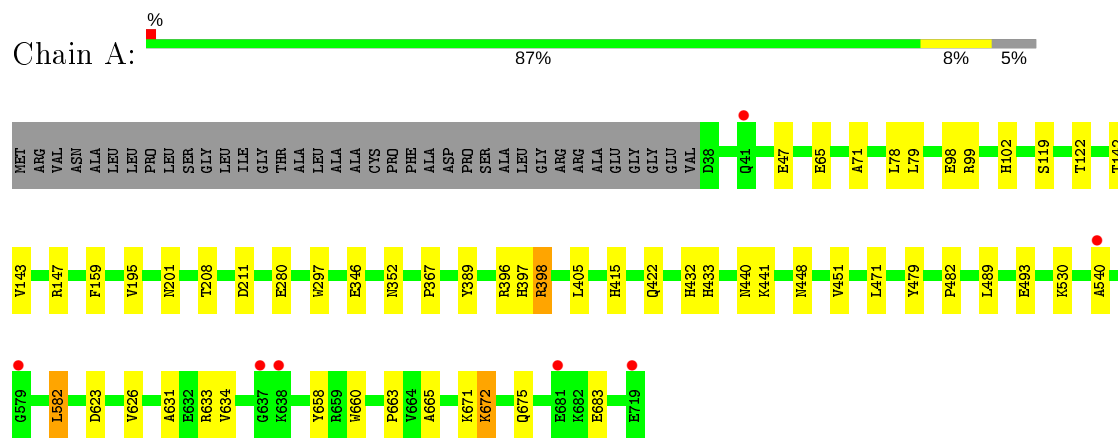 %
Chain A:
87% 8% 5%
MET ARG VAL ASN ALA LEU LEU PRO LEU SER GLY LEU ILE GLY THR ALA LEU ALA ALA CYS PRO PHE ALA ASP PRO SER ALA LEU GLY ARG ARG ALA GLU GLY GLY GLU VAL D38 Q41 E47 E65 A71 L78 L79 E98 R99 H102 S119 T122 T142
V143 R147 F159 V195 N201 T208 D211 E280 W297 E346 N352 P367 Y389 R396 H397 R398 L405 H415 Q422 H432 H433 N440 K441 N448 V451 L471 Y479 P482 L489 E493 K530 A540
G579 L582 D623 V626 A631 E632 R633 V634 G637 K638 Y658 R659 W660 P663 V664 A665 K671 K672 Q675 E681 K682 E683 E719